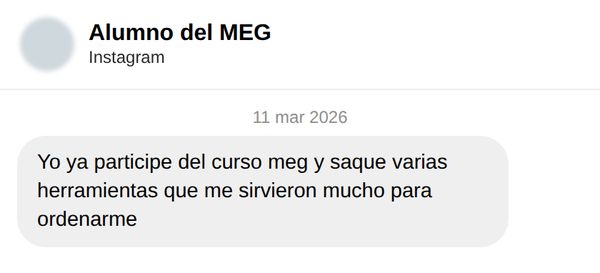 Alumno del MEG
Instagram
11 mar 2026
Yo ya participe del curso meg y saque varias
herramientas que me sirvieron mucho para
ordenarme